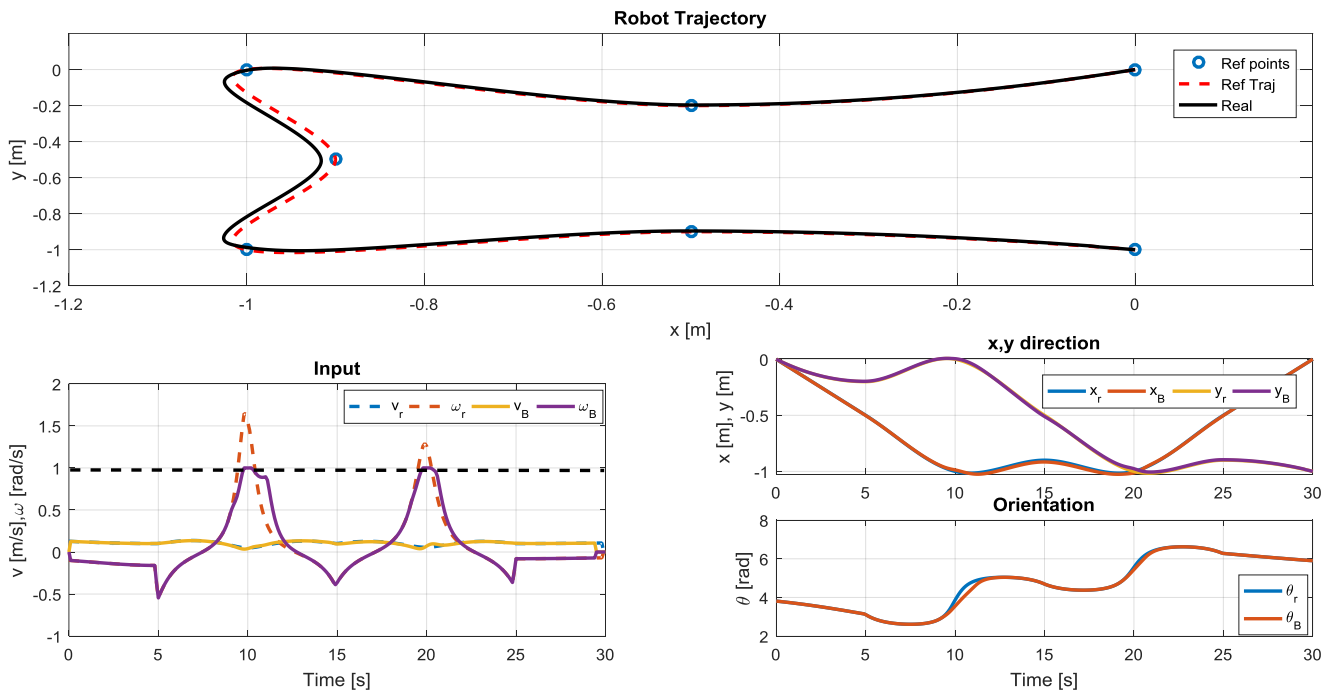 Robot Trajectory
0
-0.2
-0.4
-0.6
-0.8
-1
-1.2
y [m]
Ref points
Ref Traj
Real
-1.2
-1
-0.8
-0.6
-0.4
-0.2
0
x [m]
Input
2
1.5
1
0.5
0
-0.5
-1
v [m/s],ω [rad/s]
v_r
ω_r
v_B
ω_B
0
5
10
15
20
25
30
Time [s]
x,y direction
0
-0.5
-1
x [m], y [m]
x_r
x_B
y_r
y_B
0
5
10
15
20
25
30
Orientation
8
6
4
2
θ [rad]
θ_r
θ_B
0
5
10
15
20
25
30
Time [s]